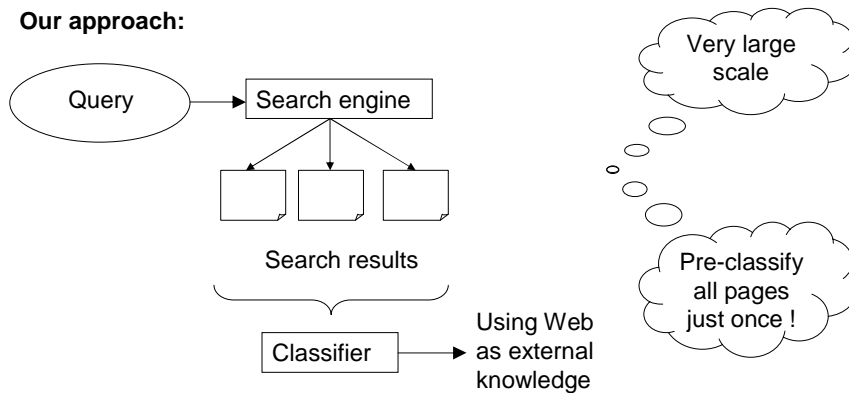 Our approach:
Query
Search engine
Search results
Classifier
Using Web
as external
knowledge
Very large
scale
Pre-classify
all pages
just once !